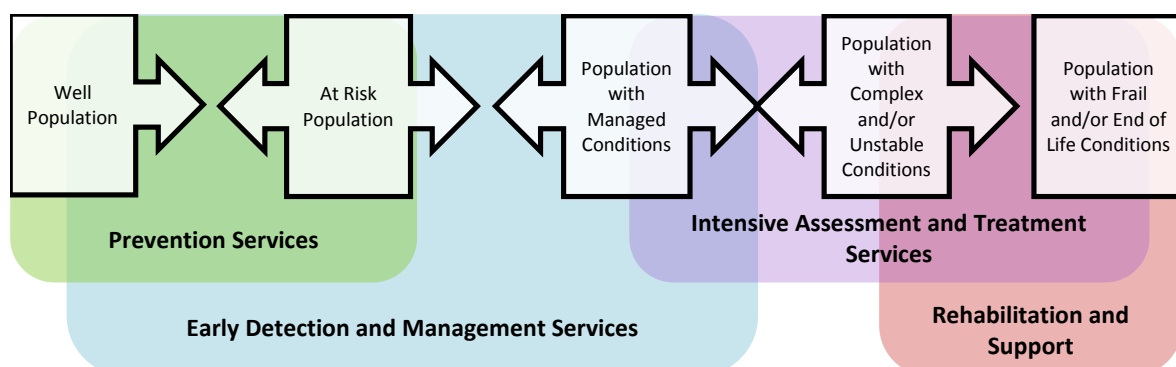 Well
Population
At Risk
Population
Population
with
Managed
Conditions
Population
with
Complex
and/or
Unstable
Conditions
Population
with Frail
and/or End of
Life Conditions
Prevention Services
Intensive Assessment and Treatment
Services
Early Detection and Management Services
Rehabilitation and
Support